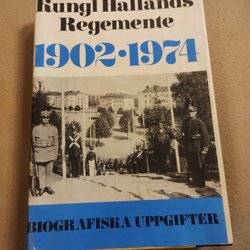 Kungl Hallands
Regemente
1902•1974
BIOGRAFISKA UPPGIFTER